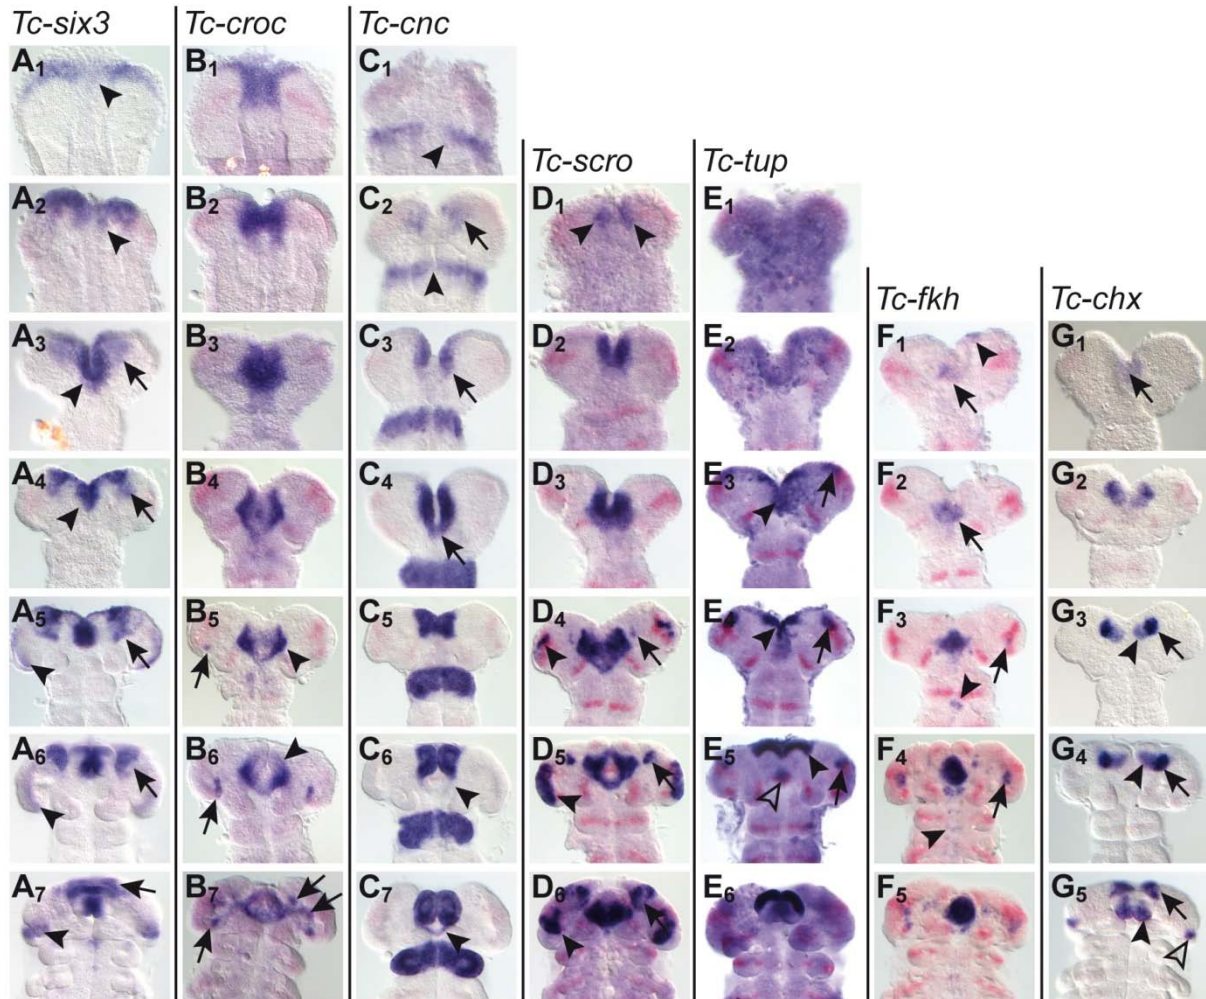 Tc-six3 Tc-croc Tc-cnc
A1 B1 C1
Tc-scro Tc-tup
A2 B2 C2 D1 E1
Tc-fkh Tc-chx
A3 B3 C3 D2 E2 F1 G1
A4 B4 C4 D3 E3 F2 G2
A5 B5 C5 D4 E4 F3 G3
A6 B6 C6 D5 E5 F4 G4
A7 B7 C7 D6 E6 F5 G5